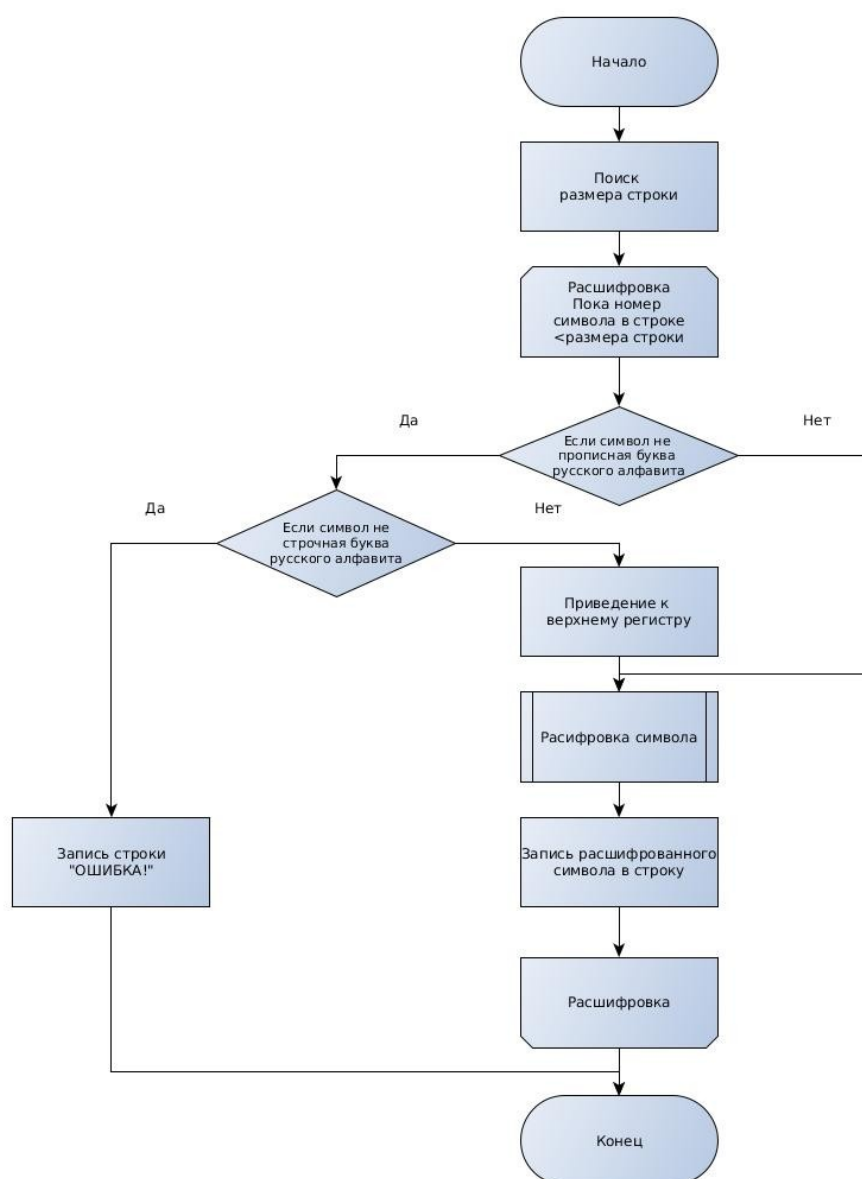 Начало
Поиск
размера строки
Расшифровка
Пока номер
символа в строке
<размера строки
Да
Нет
Если символ не
прописная буква
русского алфавита
Да
Нет
Если символ не
строчная буква
русского алфавита
Приведение к
верхнему регистру
Расифровка символа
Запись строки
"ОШИБКА!"
Запись расшифрованного
символа в строку
Расшифровка
Конец